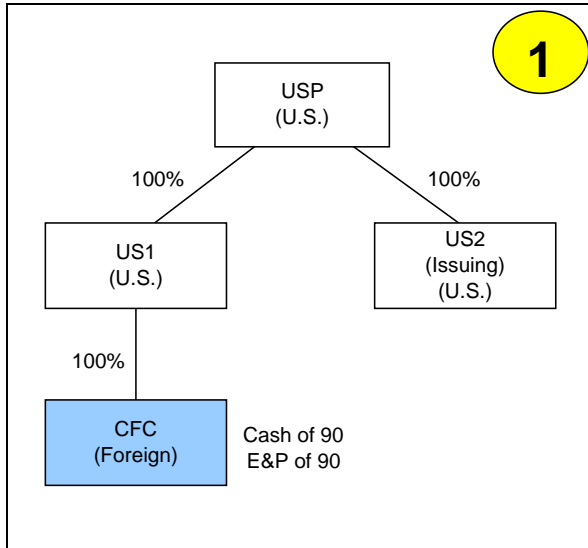 1
USP
(U.S.)
100%
100%
US1
(U.S.)
US2
(Issuing)
(U.S.)
100%
CFC
(Foreign)
Cash of 90
E&P of 90